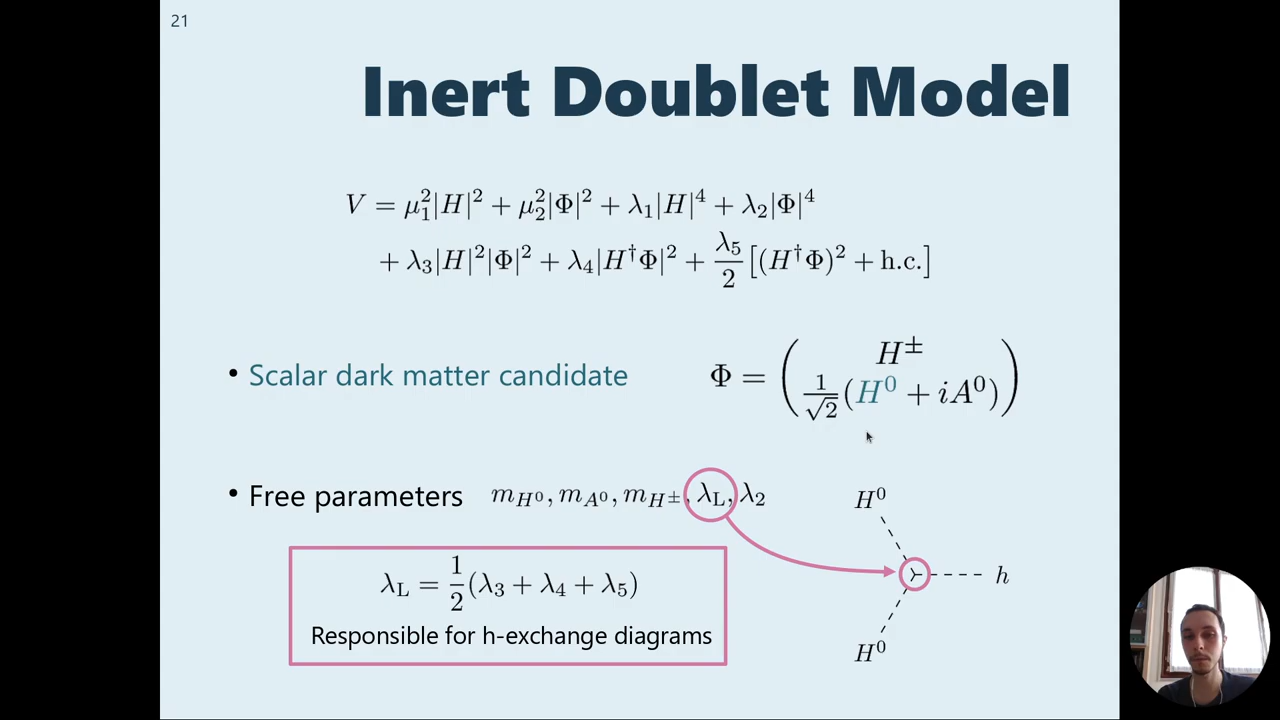 21
Inert Doublet Model
V = μ₁²|H|² + μ₂²|Φ|² + λ₁|H|⁴ + λ₂|Φ|⁴
+ λ₃|H|²|Φ|² + λ₄|H†Φ|² + λ₅/2 [(H†Φ)² + h.c.]
• Scalar dark matter candidate
Φ = ( H± 1/√2 (H⁰ + iA⁰) )
• Free parameters m_H⁰, m_A⁰, m_H±, λ_L, λ₂
λ_L = 1/2 (λ₃ + λ₄ + λ₅)
Responsible for h-exchange diagrams
H⁰
h
H⁰